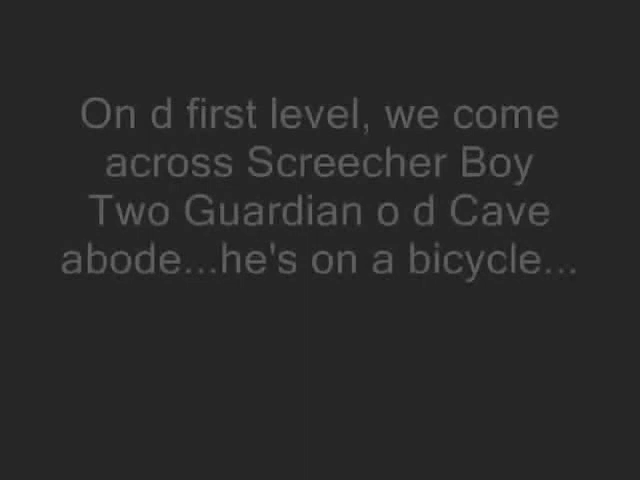 On d first level, we come
across Screecher Boy
Two Guardian o d Cave
abode...he's on a bicycle...